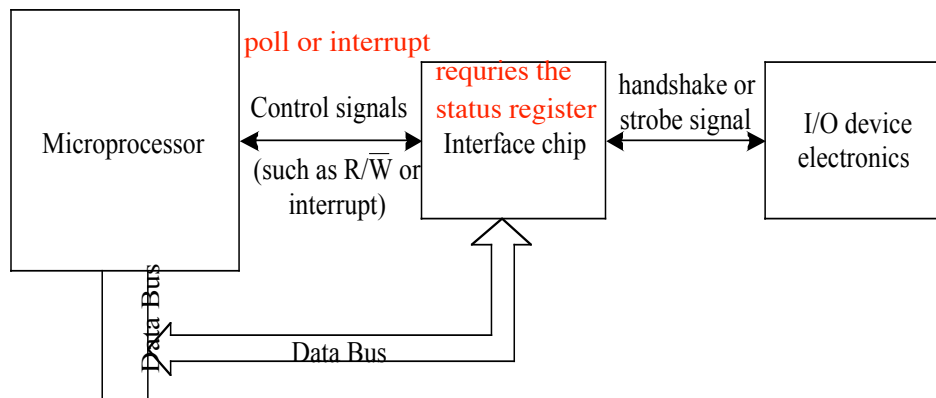 poll or interrupt
requries the
status register
Microprocessor
Control signals
(such as R/W̅ or
interrupt)
Interface chip
handshake or
strobe signal
I/O device
electronics
Data Bus
Data Bus